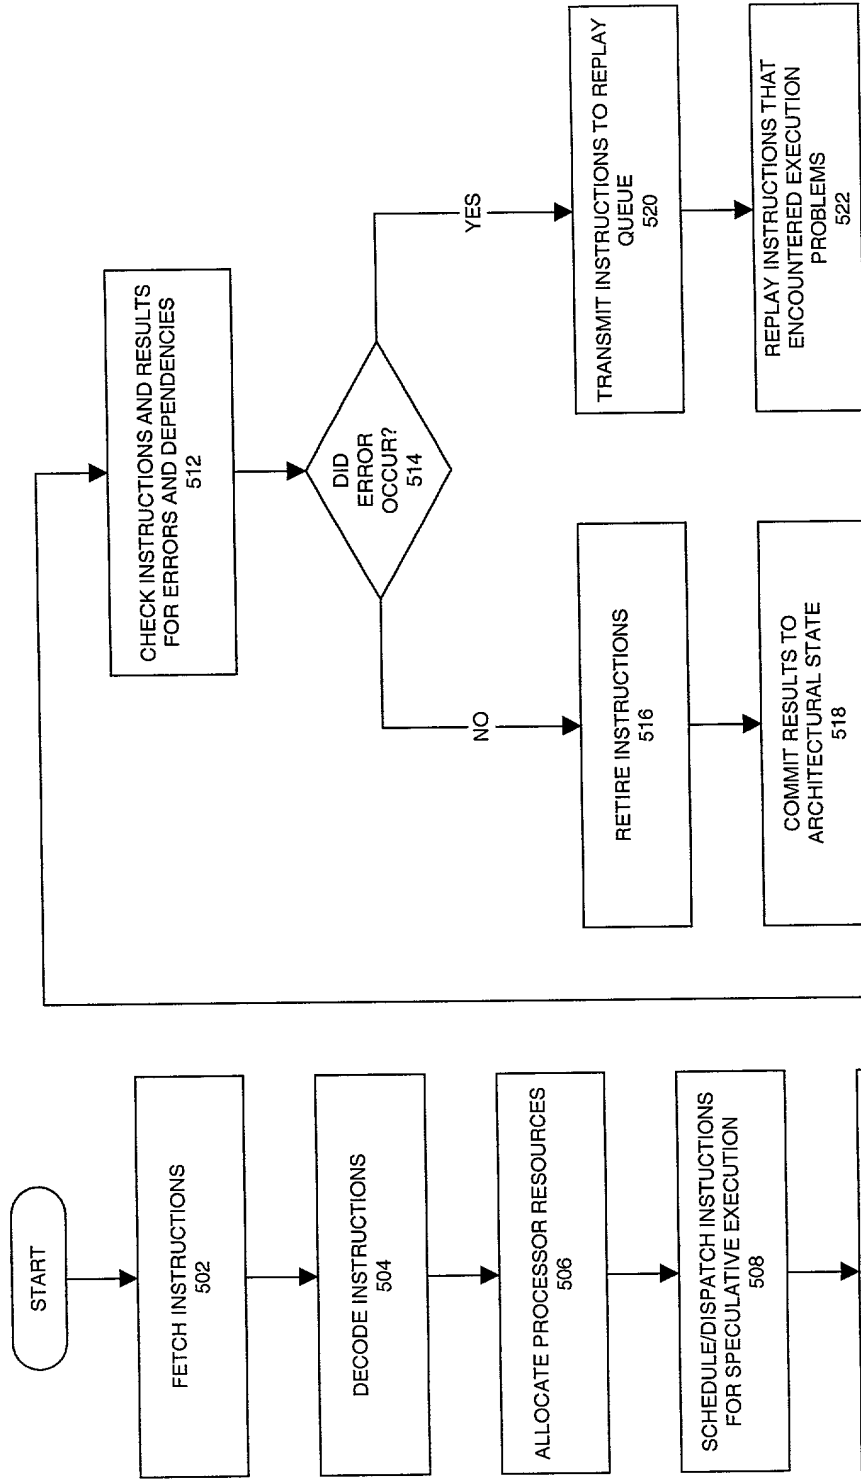 START
FETCH INSTRUCTIONS
502
DECODE INSTRUCTIONS
504
ALLOCATE PROCESSOR RESOURCES
506
SCHEDULE/DISPATCH INSTUCTIONS
FOR SPECULATIVE EXECUTION
508
CHECK INSTRUCTIONS AND RESULTS
FOR ERRORS AND DEPENDENCIES
512
DID
ERROR
OCCUR?
514
NO
YES
RETIRE INSTRUCTIONS
516
COMMIT RESULTS TO
ARCHITECTURAL STATE
518
TRANSMIT INSTRUCTIONS TO REPLAY
QUEUE
520
REPLAY INSTRUCTIONS THAT
ENCOUNTERED EXECUTION
PROBLEMS
522